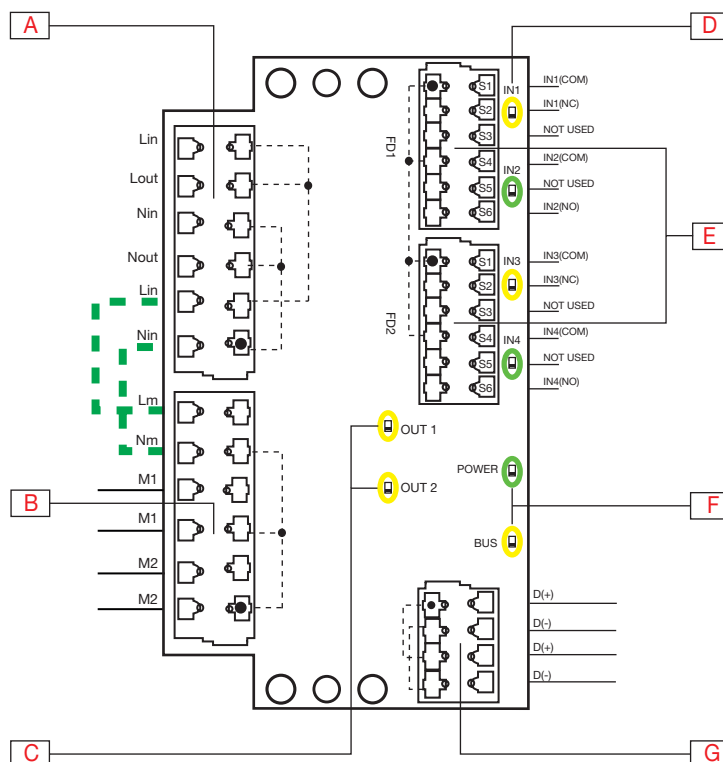 A
D
Lin
Lout
Nin
Nout
Lin
Nin
Lm
Nm
M1
M1
M2
M2
B
C
FD1
S1
S2
S3
S4
S5
S6
IN1
IN2
IN1(COM)
IN1(NC)
NOT USED
IN2(COM)
NOT USED
IN2(NO)
E
FD2
S1
S2
S3
S4
S5
S6
IN3
IN4
IN3(COM)
IN3(NC)
NOT USED
IN4(COM)
NOT USED
IN4(NO)
OUT 1
OUT 2
POWER
BUS
F
D(+)
D(-)
D(+)
D(-)
G